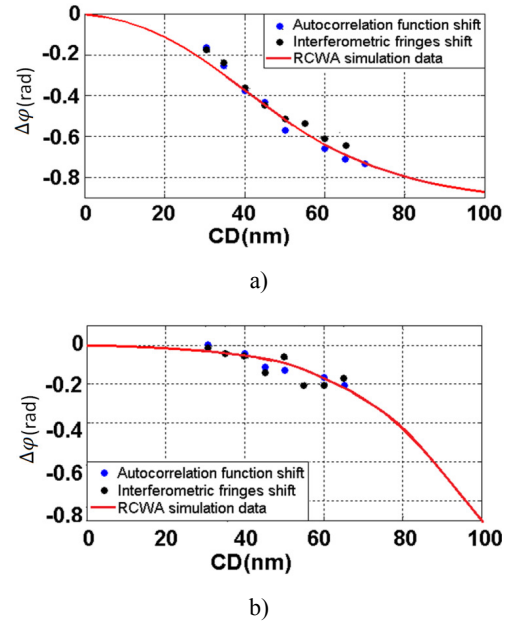 -0
-0.2
-0.4
-0.6
-0.8
Δφ(rad)
Autocorrelation function shift
Interferometric fringes shift
RCWA simulation data
0 20 40 60 80 100
CD(nm)
a)
0
-0.2
-0.4
-0.6
-0.8
Δφ(rad)
Autocorrelation function shift
Interferometric fringes shift
RCWA simulation data
0 20 40 60 80 100
CD(nm)
b)